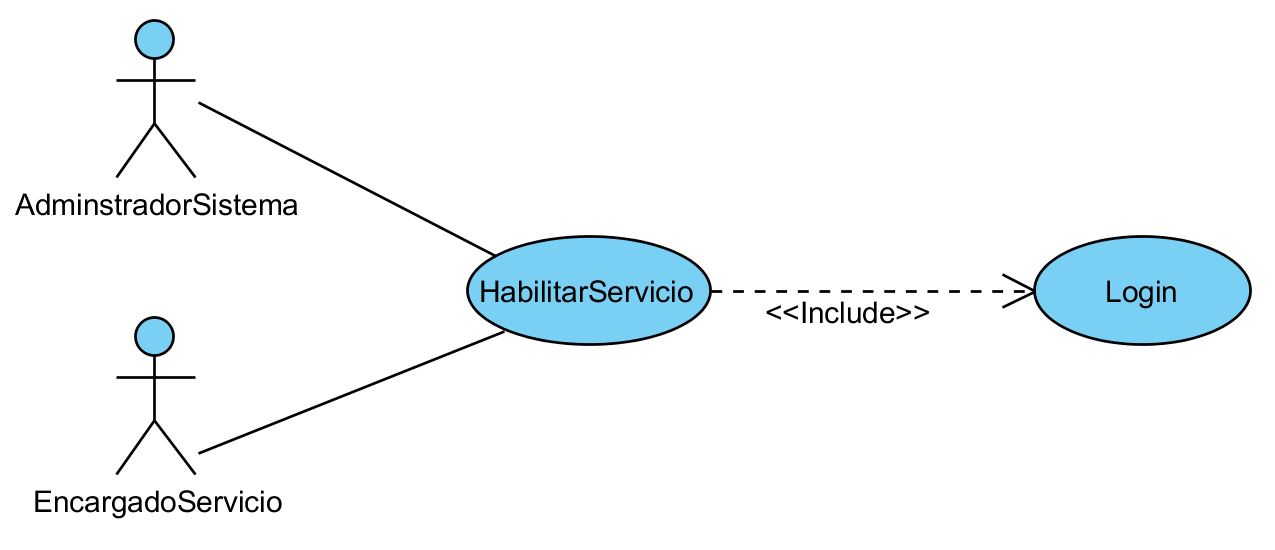 AdminstradorSistema
HabilitarServicio
<<Include>>
Login
EncargadoServicio